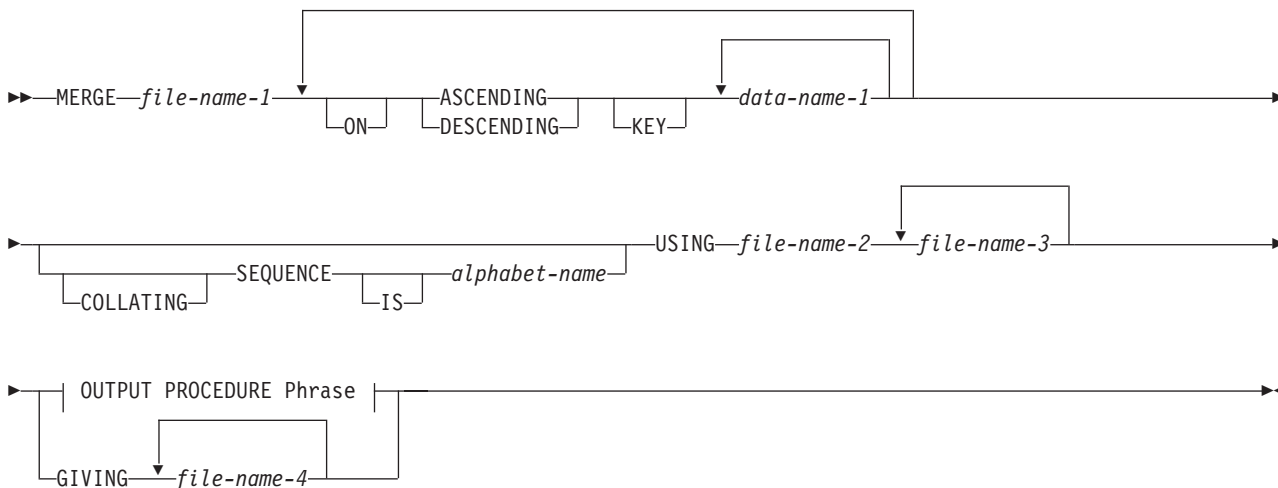 MERGE file-name-1 ASCENDING data-name-1
ON DESCENDING KEY
USING file-name-2 file-name-3
SEQUENCE alphabet-name
COLLATING IS
OUTPUT PROCEDURE Phrase
GIVING file-name-4